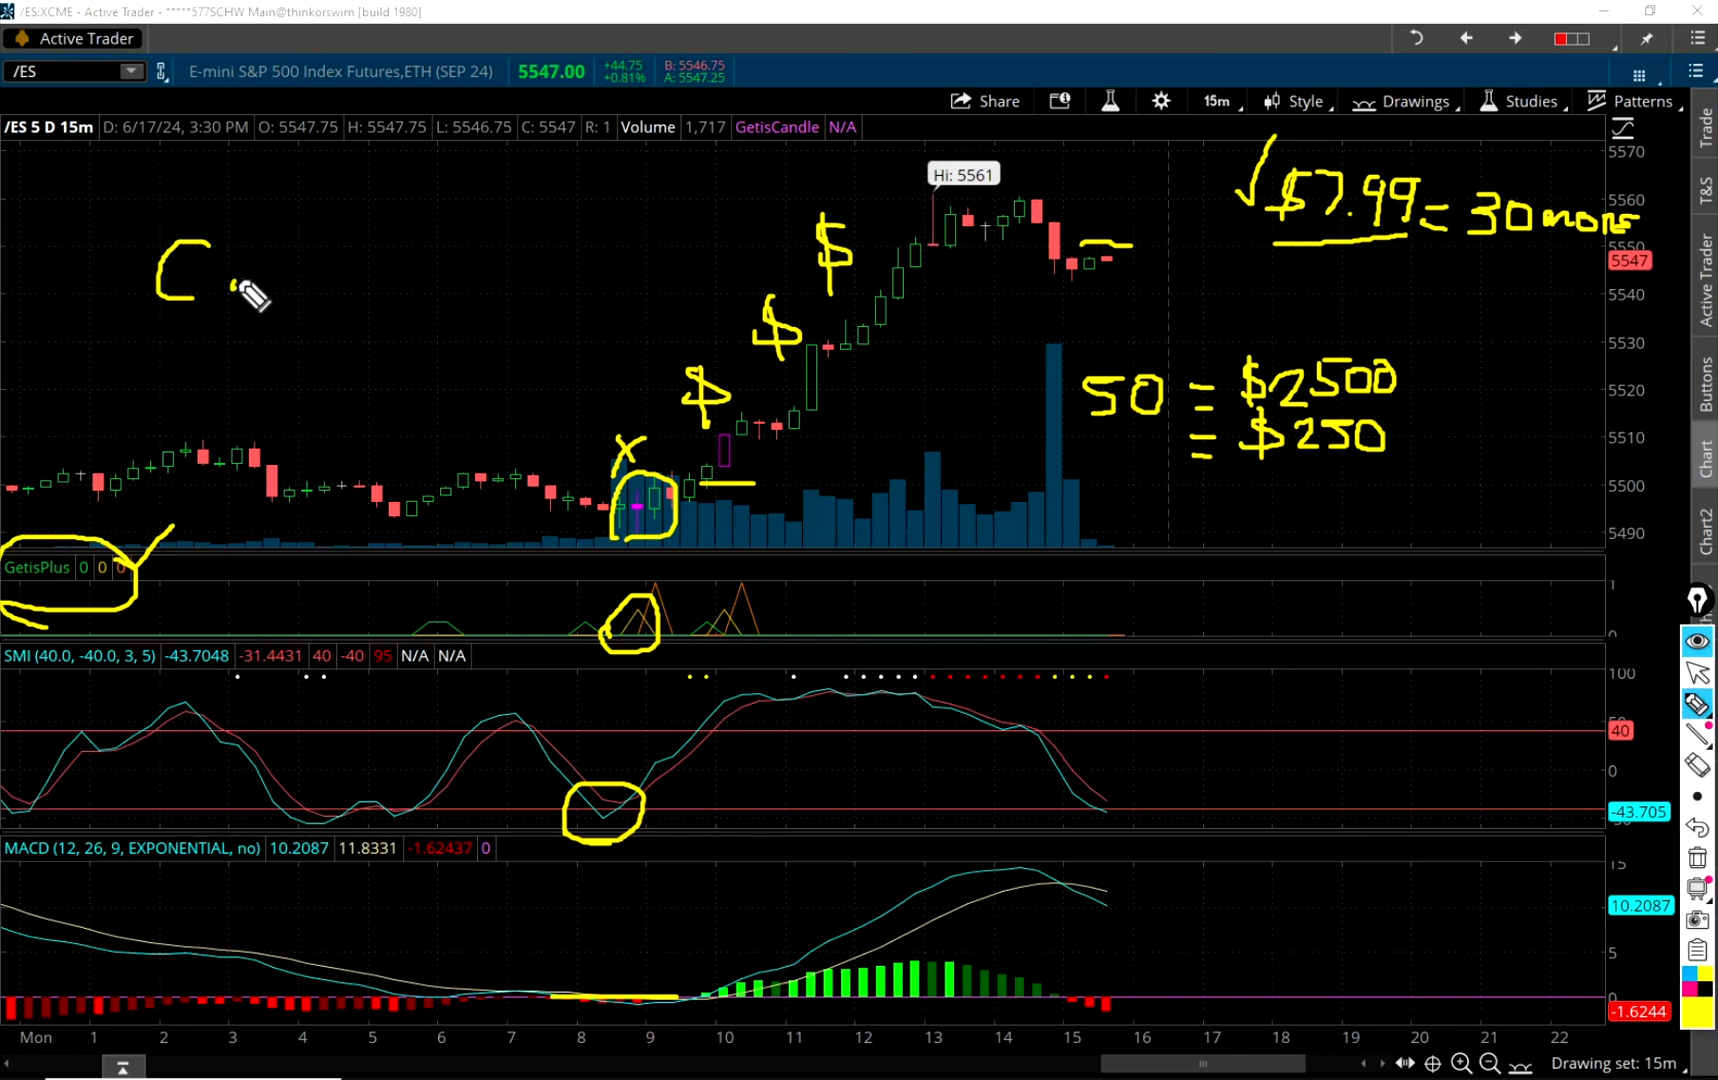 /ES:XCME - Active Trader - *****577SCHW Main@thinkorswim [build 1980]
Active Trader
/ES E-mini S&P 500 Index Futures,ETH (SEP 24) 5547.00 +44.75 B: 5546.75
+0.81% A: 5547.25
Share 15m Style Drawings Studies Patterns
/ES 5 D 15m D: 6/17/24, 3:30 PM O: 5547.75 H: 5547.75 L: 5546.75 C: 5547 R: 1 Volume 1,717 GetisCandle N/A
Hi: 5561
$7.99 = 30 more
C
$
$
$
X
50 = $2500
= $250
5570
5560
5550
5547
5540
5530
5520
5510
5500
5490
GetisPlus 0 0 0
1
0
SMI (40.0, -40.0, 3, 5) -43.7048 -31.4431 40 -40 95 N/A N/A
100
40
0
-43.705
MACD (12, 26, 9, EXPONENTIAL, no) 10.2087 11.8331 -1.62437 0
15
10.2087
5
0
-1.6244
Mon 1 2 3 4 5 6 7 8 9 10 11 12 13 14 15 16 17 18 19 20 21 22
Drawing set: 15m
Trade
T&S
Active Trader
Buttons
Chart
Chart2